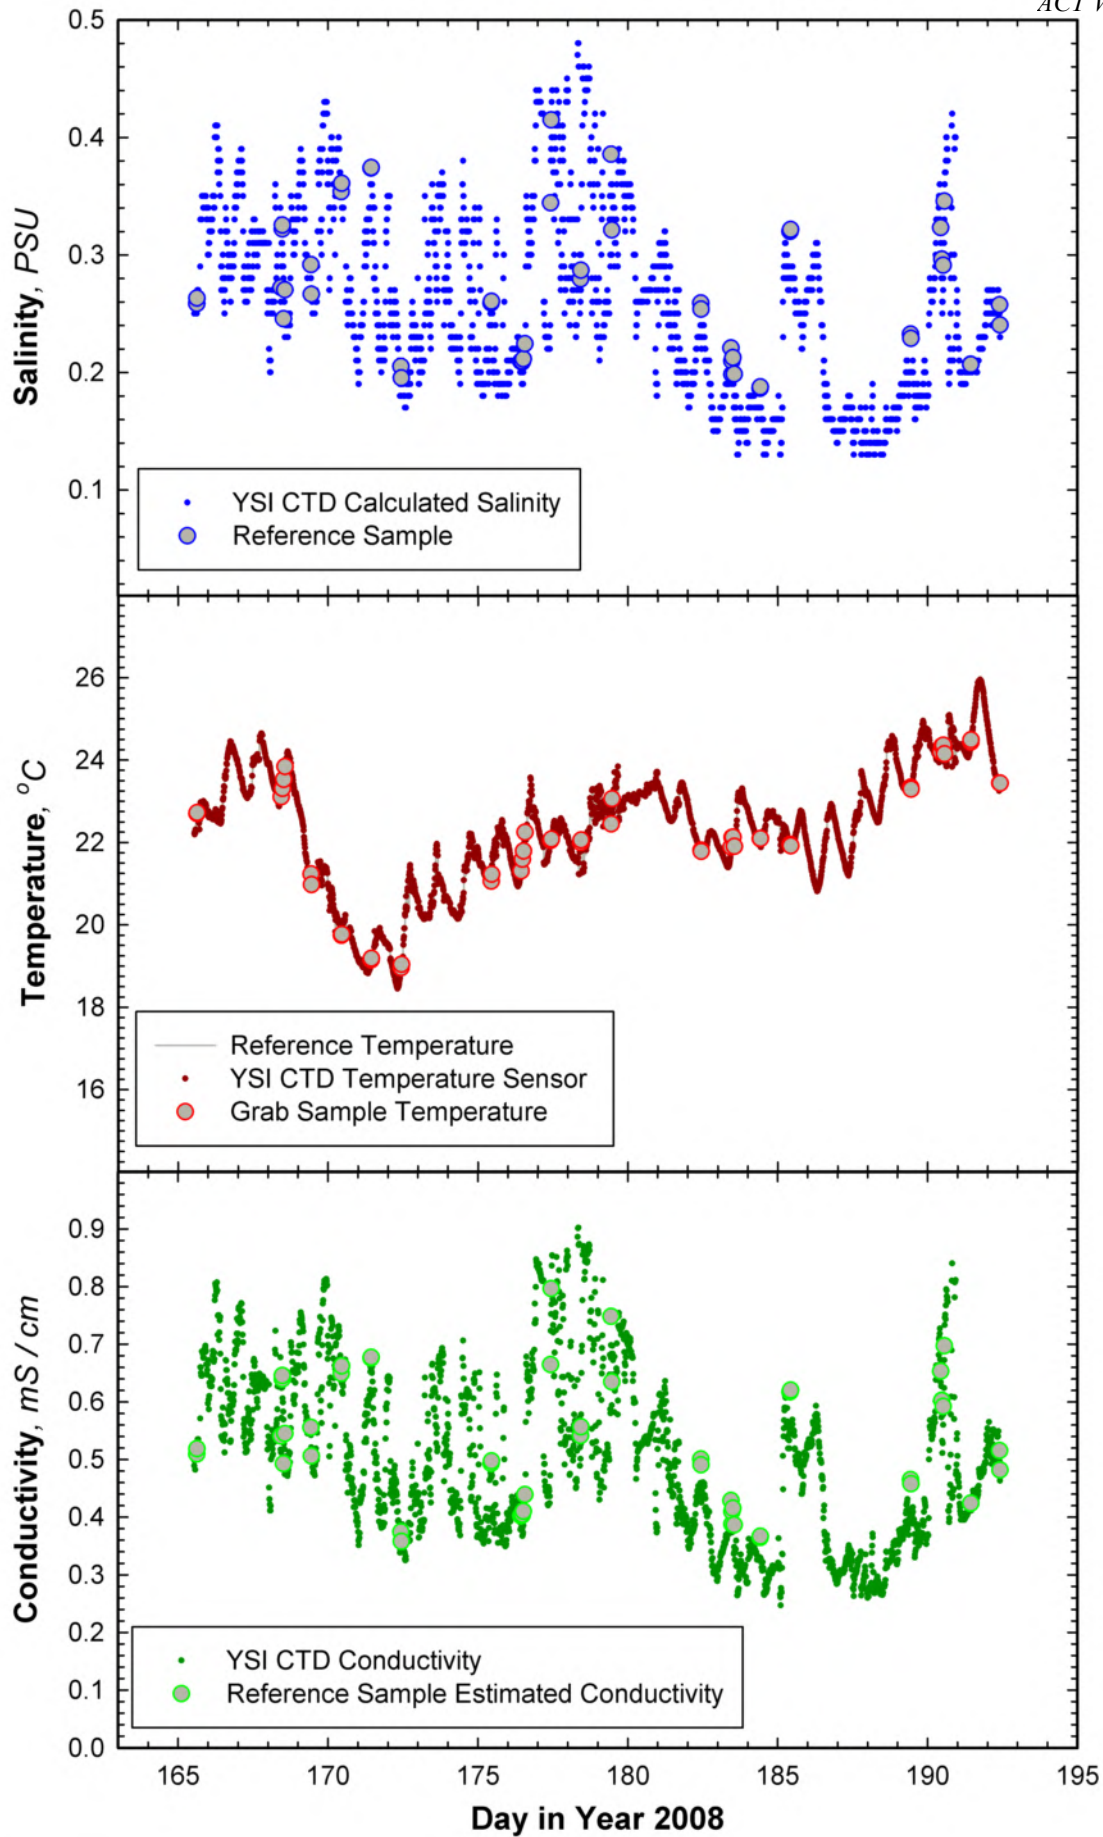 ACT V
0.5
0.4
0.3
0.2
0.1
Salinity, PSU
YSI CTD Calculated Salinity
Reference Sample
26
24
22
20
18
16
Temperature, °C
Reference Temperature
YSI CTD Temperature Sensor
Grab Sample Temperature
0.9
0.8
0.7
0.6
0.5
0.4
0.3
0.2
0.1
0.0
Conductivity, mS / cm
YSI CTD Conductivity
Reference Sample Estimated Conductivity
165 170 175 180 185 190 195
Day in Year 2008